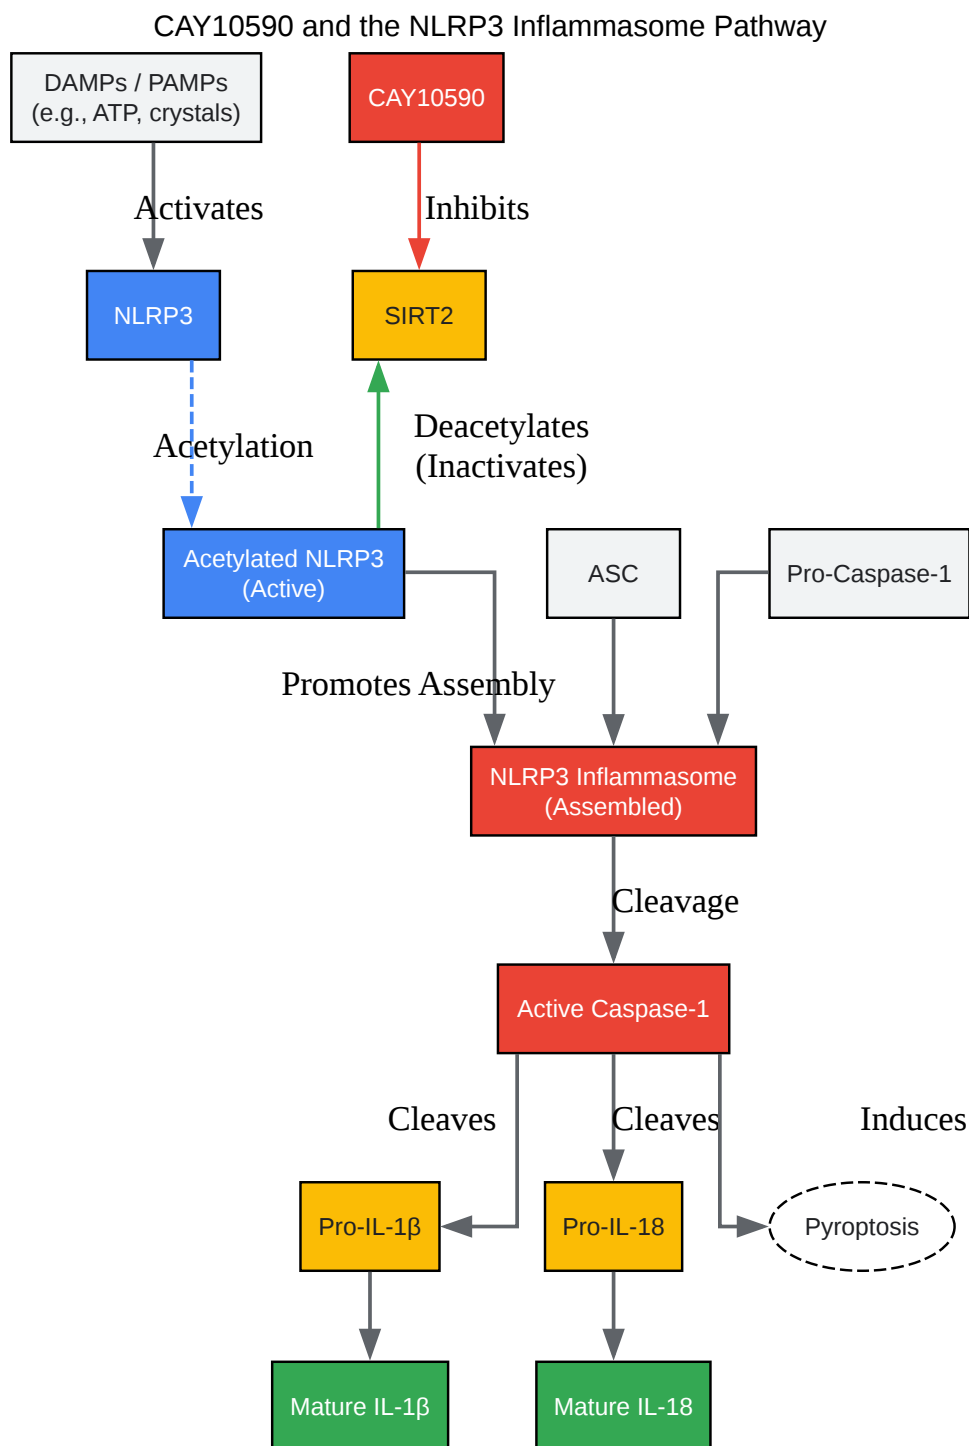 CAY10590 and the NLRP3 Inflammasome Pathway
DAMPs / PAMPs
(e.g., ATP, crystals)
CAY10590
Activates
Inhibits
NLRP3
SIRT2
Acetylation
Deacetylates
(Inactivates)
Acetylated NLRP3
(Active)
ASC
Pro-Caspase-1
Promotes Assembly
NLRP3 Inflammasome
(Assembled)
Cleavage
Active Caspase-1
Cleaves
Cleaves
Induces
Pro-IL-1β
Pro-IL-18
Pyroptosis
Mature IL-1β
Mature IL-18